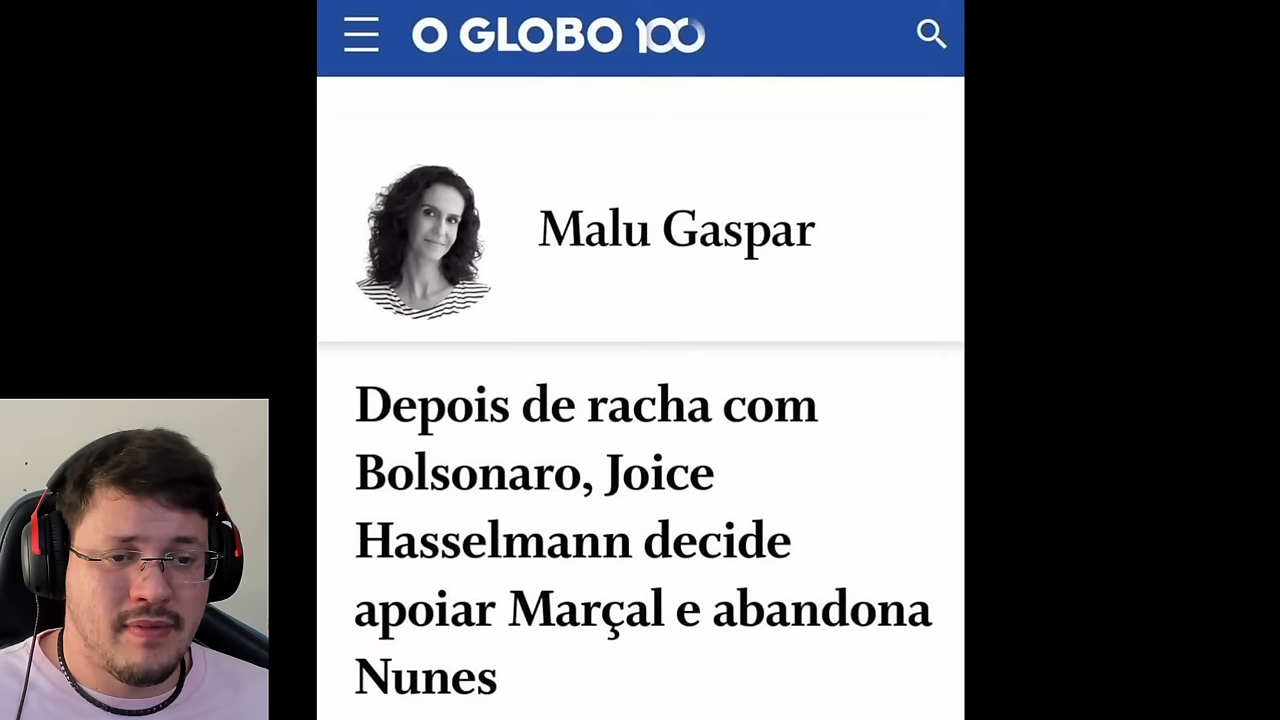 O GLOBO 100
Malu Gaspar
Depois de racha com
Bolsonaro, Joice
Hasselmann decide
apoiar Marçal e abandona
Nunes